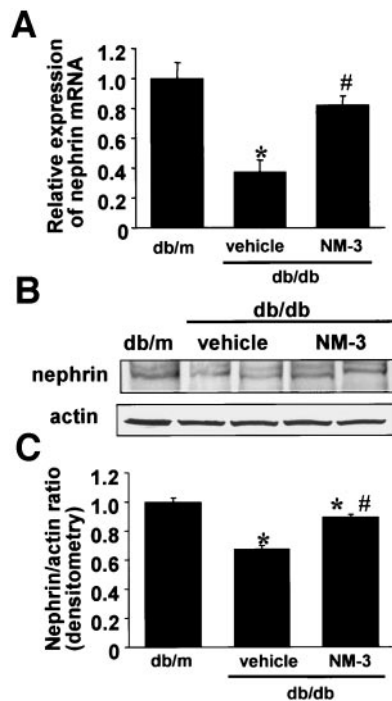 A
Relative expression
of nephrin mRNA
1.2
1.0
0.8
0.6
0.4
0.2
0
*
#
db/m
vehicle
NM-3
db/db
B
db/db
db/m
vehicle
NM-3
nephrin
actin
C
Nephrin/actin ratio
(densitometry)
1.2
1.0
0.8
0.6
0.4
0.2
0
*
* #
db/m
vehicle
NM-3
db/db